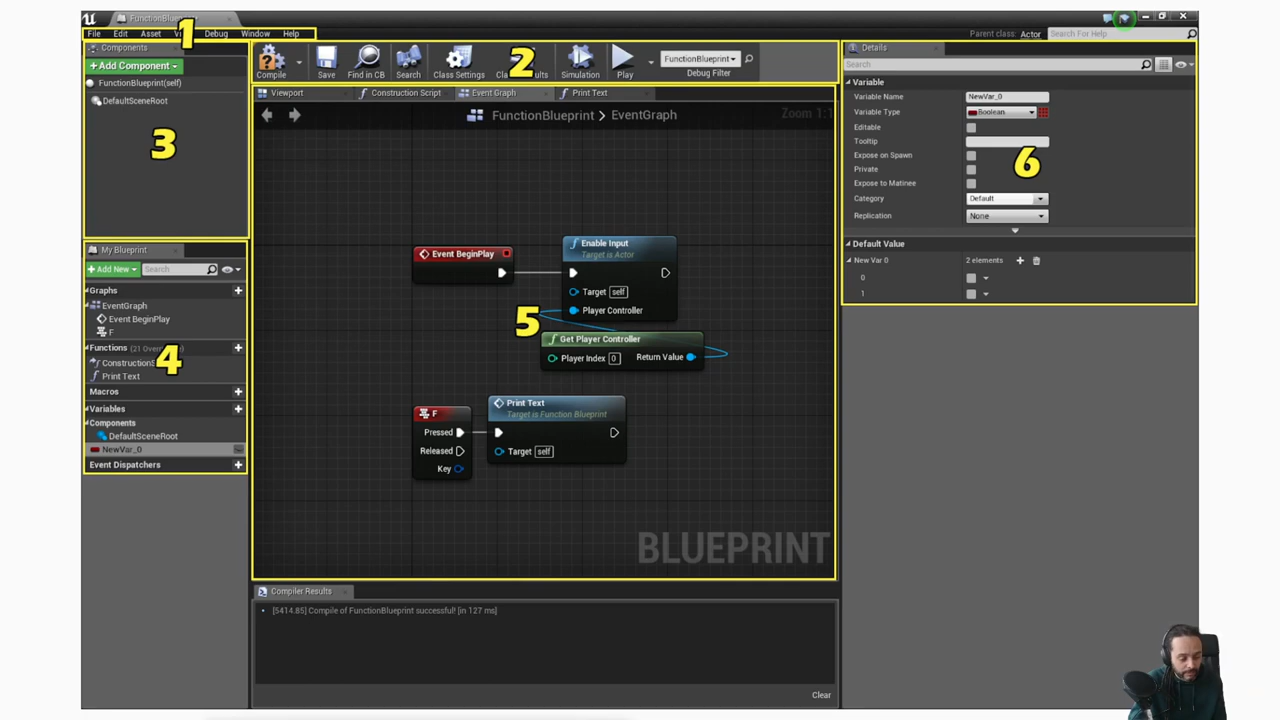 FunctionBlueprint*
1
File Edit Asset Debug Window Help
Parent class: Actor Search For Help
Components
+ Add Component
FunctionBlueprint(self)
DefaultSceneRoot
3
Compile Save Find in CB Search Class Settings 2 Simulation Play
FunctionBlueprint
Debug Filter
Viewport Construction Script Event Graph Print Text
FunctionBlueprint > EventGraph
Zoom 1:1
Event BeginPlay
Enable Input
Target is Actor
Target self
Player Controller
5
Get Player Controller
Player Index 0 Return Value
F
Pressed
Released
Key
Print Text
Target is Function Blueprint
Target self
BLUEPRINT
My Blueprint
+ Add New Search
Graphs +
EventGraph
Event BeginPlay
F
Functions +
4
Print Text
Macros +
Variables +
Components
DefaultSceneRoot
NewVar_0
Event Dispatchers +
Compiler Results
[5414.85] Compile of FunctionBlueprint successful! [in 127 ms]
Clear
Details
Search
Variable
Variable Name NewVar_0
Variable Type Boolean
Editable
Tooltip
Expose on Spawn
6
Private
Expose to Matinee
Category Default
Replication None
Default Value
New Var 0 2 elements +
0
1